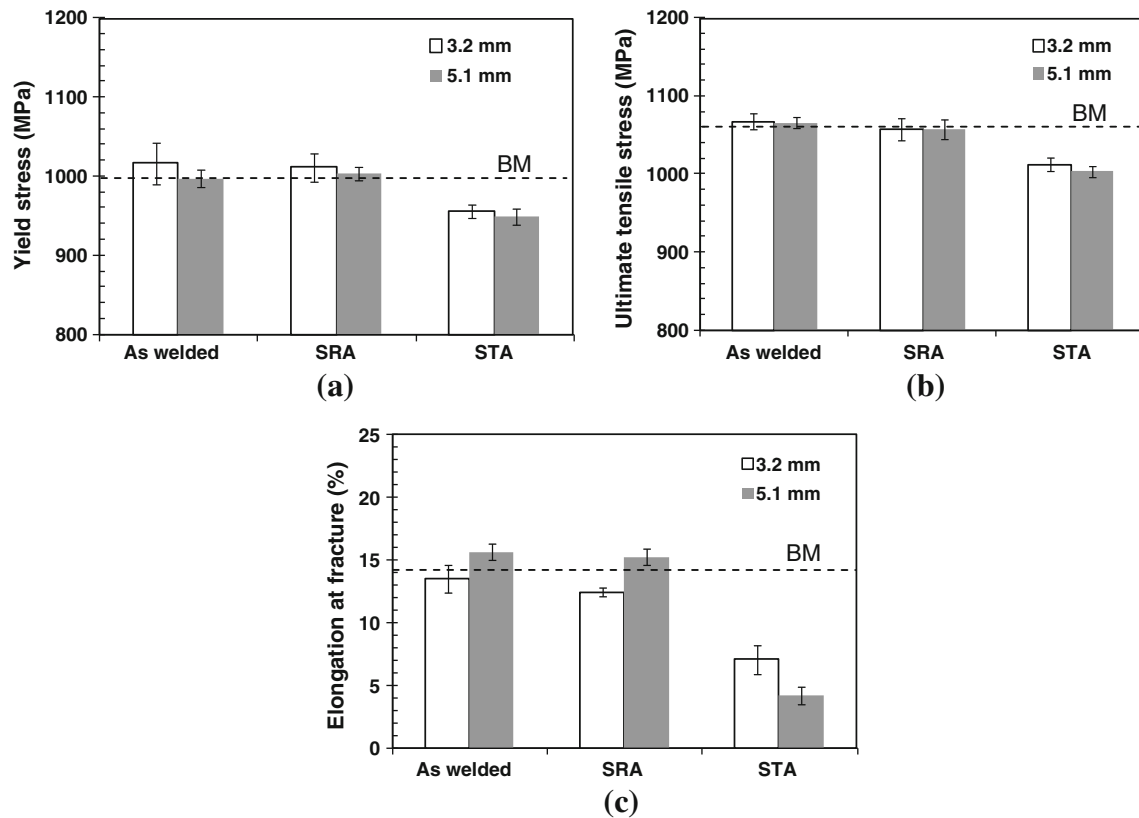 1200
1100
1000
900
800
Yield stress (MPa)
3.2 mm
5.1 mm
BM
As welded SRA STA
(a)
1200
1100
1000
900
800
Ultimate tensile stress (MPa)
3.2 mm
5.1 mm
BM
As welded SRA STA
(b)
25
20
15
10
5
0
Elongation at fracture (%)
3.2 mm
5.1 mm
BM
As welded SRA STA
(c)